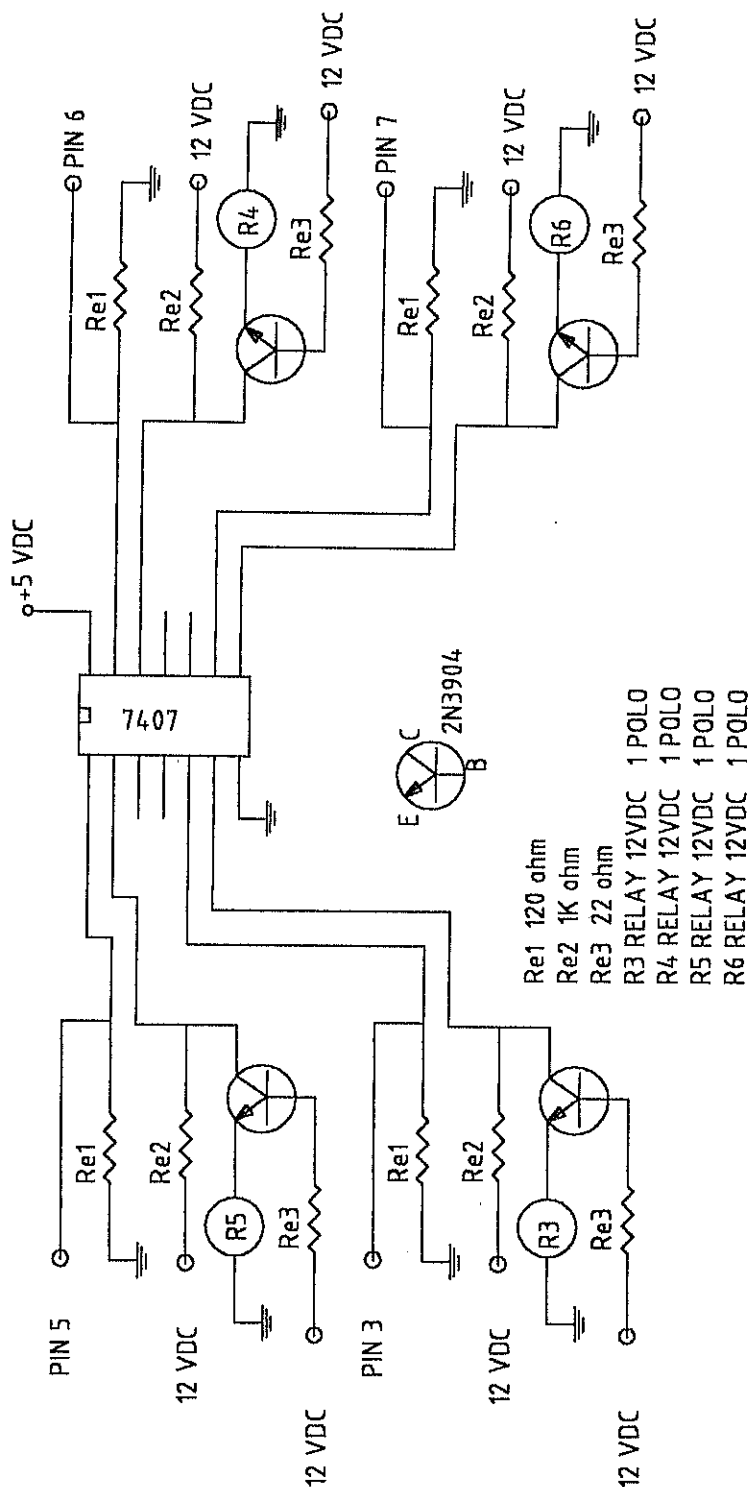 +5 VDC
7407
PIN 5
Re1
Re2
12 VDC
R5
Re3
12 VDC
PIN 3
Re1
Re2
12 VDC
R3
Re3
12 VDC
PIN 6
Re1
Re2
12 VDC
R4
Re3
12 VDC
PIN 7
Re1
Re2
12 VDC
R6
Re3
12 VDC
E C
B
2N3904
Re1 120 ohm
Re2 1K ohm
Re3 22 ohm
R3 RELAY 12VDC 1 POLO
R4 RELAY 12VDC 1 POLO
R5 RELAY 12VDC 1 POLO
R6 RELAY 12VDC 1 POLO